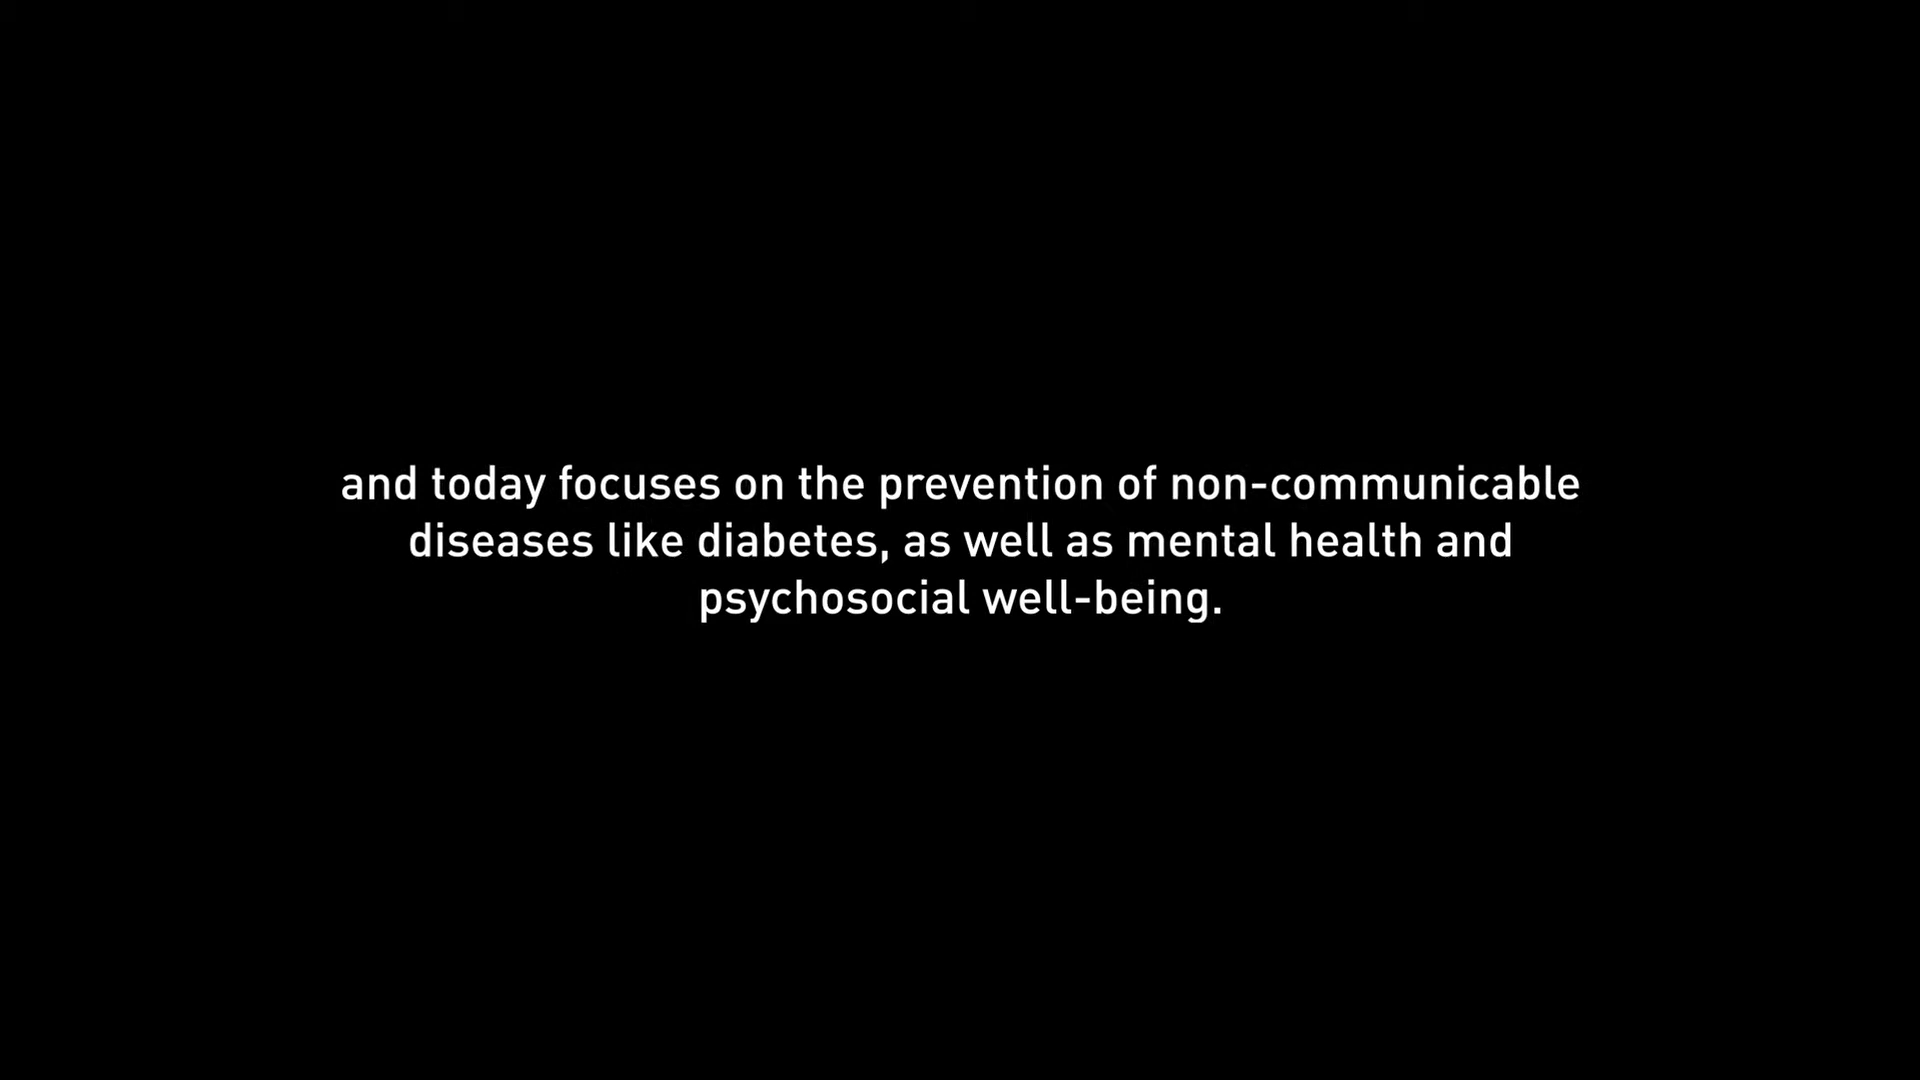 and today focuses on the prevention of non-communicable
diseases like diabetes, as well as mental health and
psychosocial well-being.